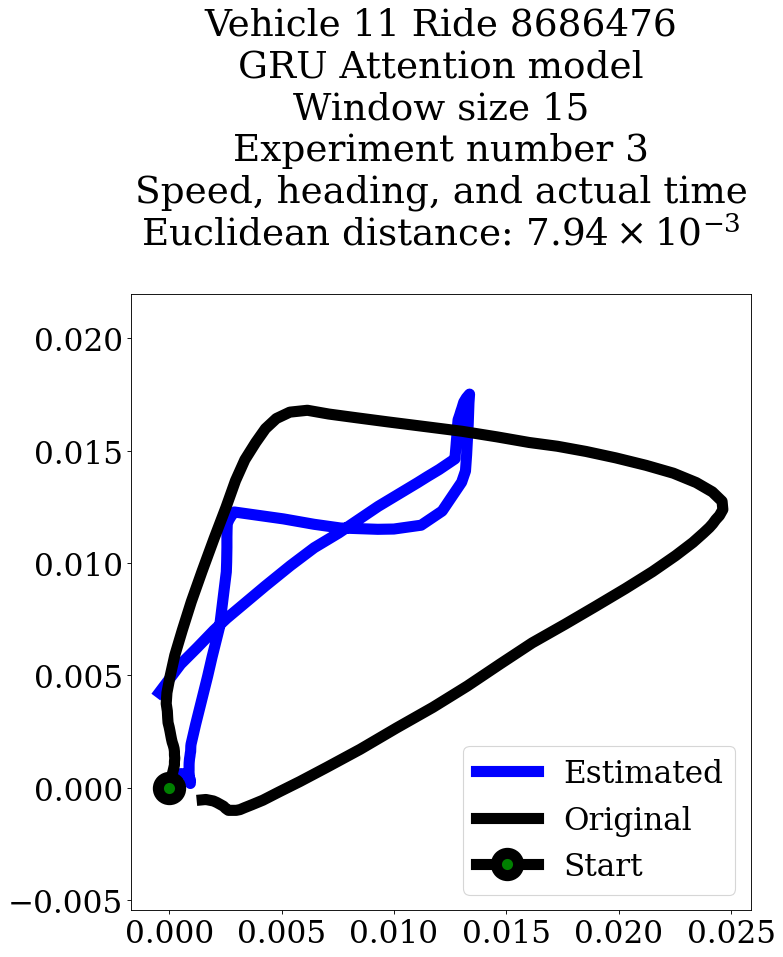 Vehicle 11 Ride 8686476
GRU Attention model
Window size 15
Experiment number 3
Speed, heading, and actual time
Euclidean distance: 7.94 × 10⁻³
0.020
0.015
0.010
0.005
0.000
−0.005
Estimated
Original
Start
0.000 0.005 0.010 0.015 0.020 0.025